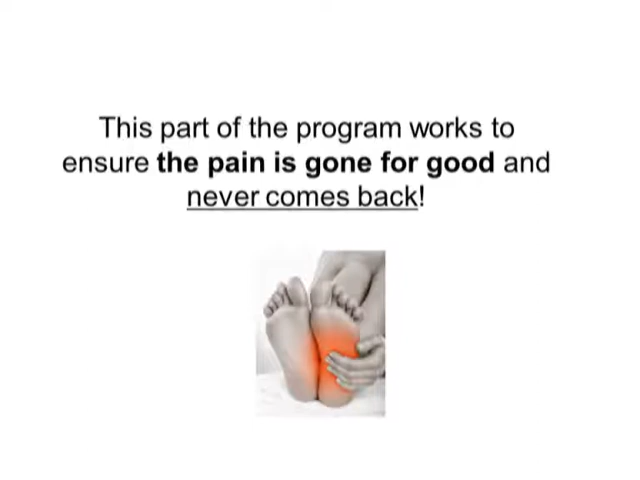 This part of the program works to
ensure the pain is gone for good and
never comes back!